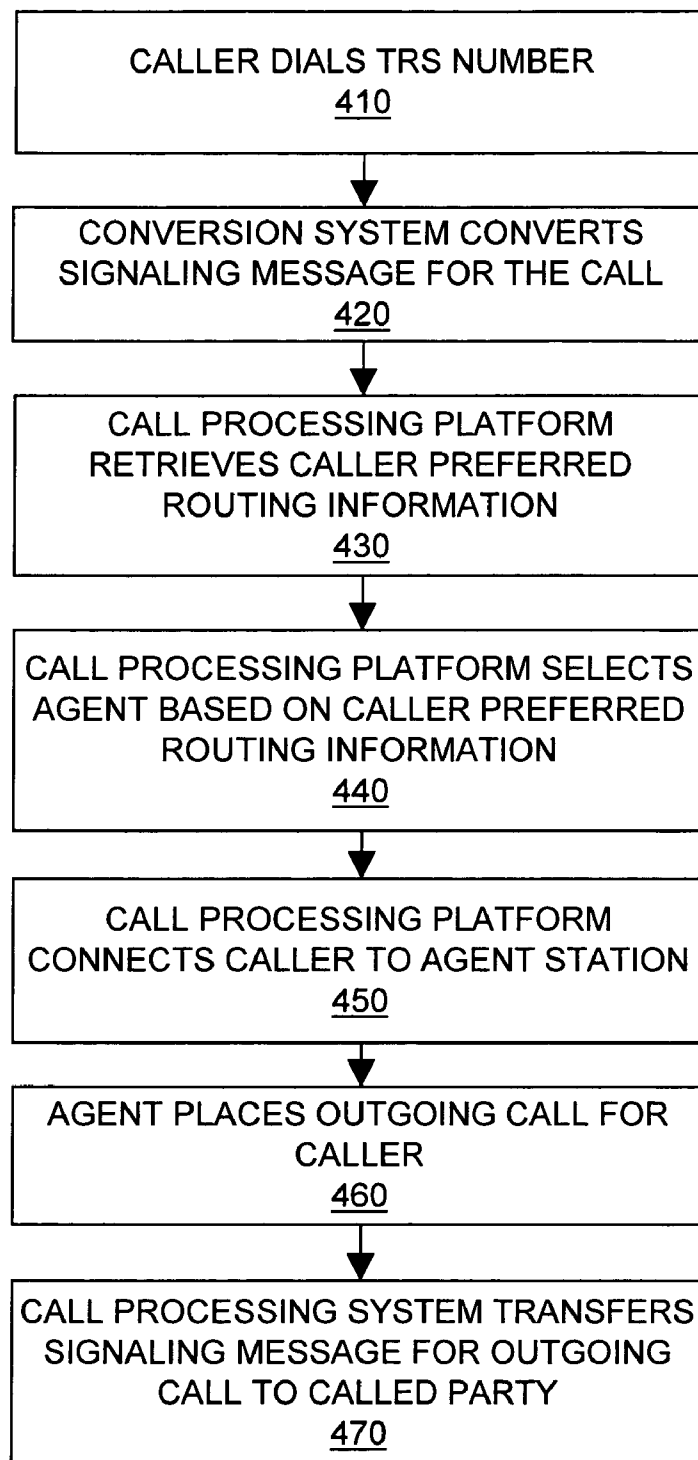 CALLER DIALS TRS NUMBER
410
CONVERSION SYSTEM CONVERTS
SIGNALING MESSAGE FOR THE CALL
420
CALL PROCESSING PLATFORM
RETRIEVES CALLER PREFERRED
ROUTING INFORMATION
430
CALL PROCESSING PLATFORM SELECTS
AGENT BASED ON CALLER PREFERRED
ROUTING INFORMATION
440
CALL PROCESSING PLATFORM
CONNECTS CALLER TO AGENT STATION
450
AGENT PLACES OUTGOING CALL FOR
CALLER
460
CALL PROCESSING SYSTEM TRANSFERS
SIGNALING MESSAGE FOR OUTGOING
CALL TO CALLED PARTY
470